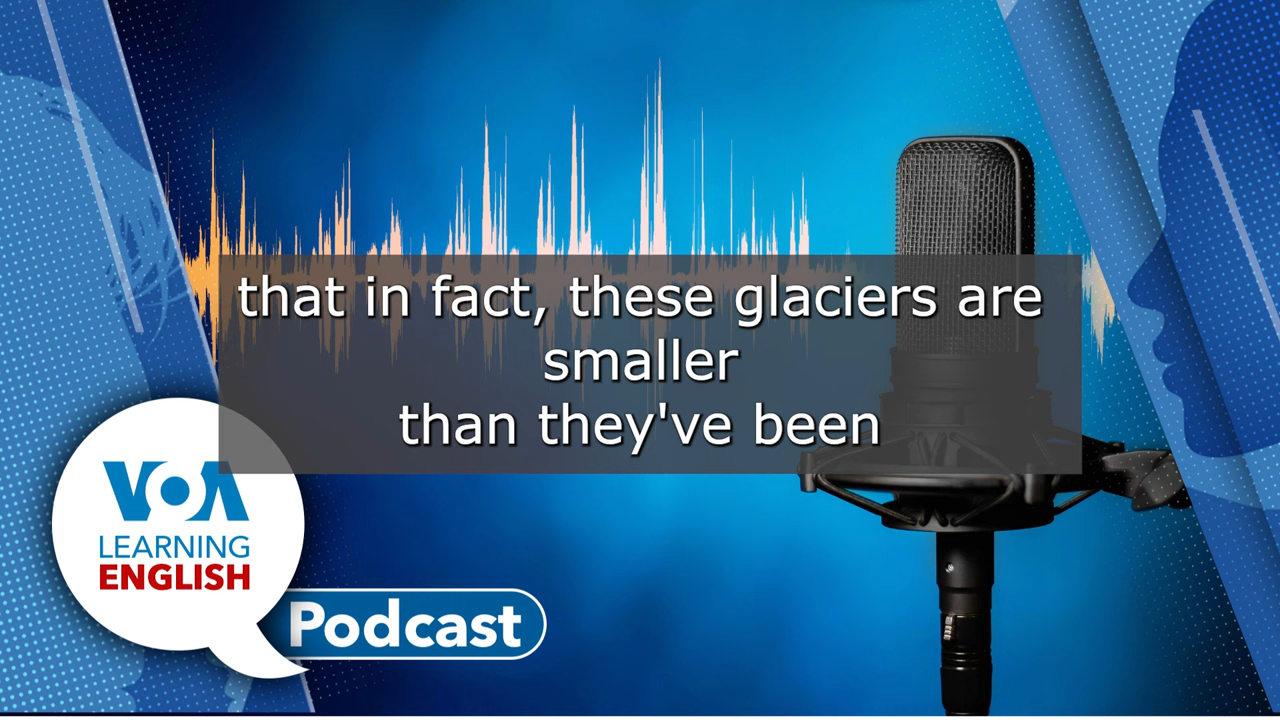 that in fact, these glaciers are
smaller
than they've been
VOA
LEARNING
ENGLISH
Podcast